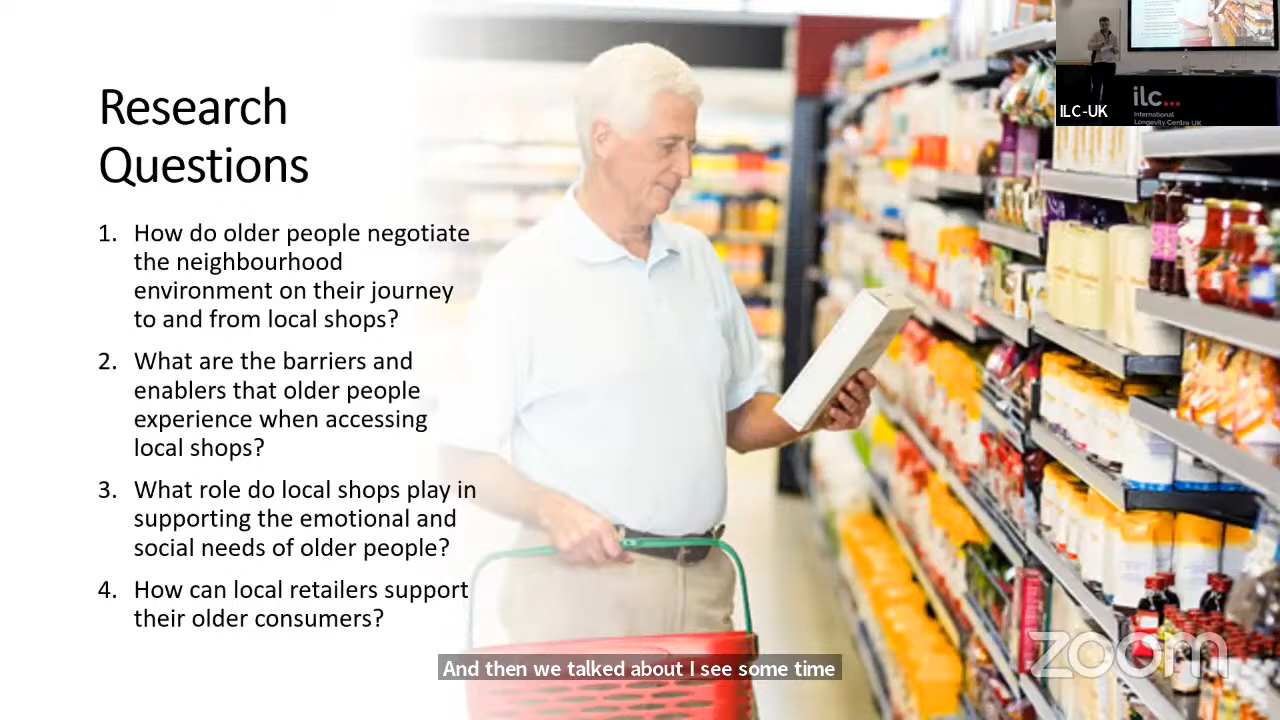 Research
Questions
1. How do older people negotiate
the neighbourhood
environment on their journey
to and from local shops?
2. What are the barriers and
enablers that older people
experience when accessing
local shops?
3. What role do local shops play in
supporting the emotional and
social needs of older people?
4. How can local retailers support
their older consumers?
ILC-UK
ilc...
International
Longevity Centre UK
And then we talked about I see some time
zoom